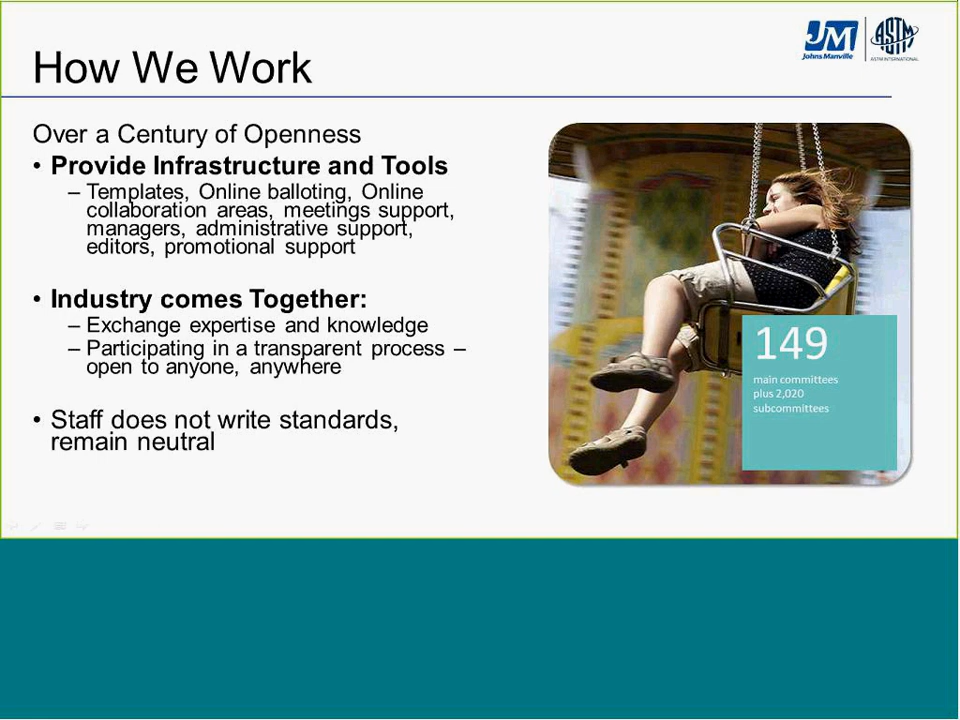 How We Work
JM
Johns Manville
ASTM
ASTM INTERNATIONAL
Over a Century of Openness
• Provide Infrastructure and Tools
– Templates, Online balloting, Online
collaboration areas, meetings support,
managers, administrative support,
editors, promotional support
• Industry comes Together:
– Exchange expertise and knowledge
– Participating in a transparent process –
open to anyone, anywhere
• Staff does not write standards,
remain neutral
149
main committees
plus 2,020
subcommittees